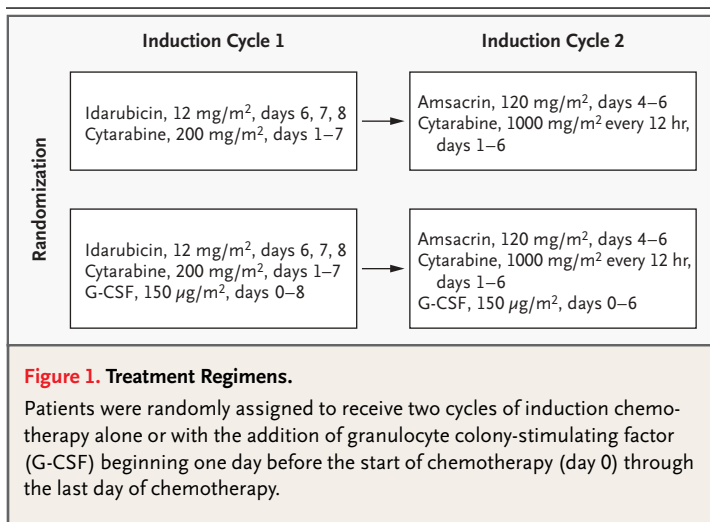 Induction Cycle 1
Induction Cycle 2
Randomization
Idarubicin, 12 mg/m², days 6, 7, 8
Cytarabine, 200 mg/m², days 1–7
Amsacrin, 120 mg/m², days 4–6
Cytarabine, 1000 mg/m² every 12 hr,
days 1–6
Idarubicin, 12 mg/m², days 6, 7, 8
Cytarabine, 200 mg/m², days 1–7
G-CSF, 150 µg/m², days 0–8
Amsacrin, 120 mg/m², days 4–6
Cytarabine, 1000 mg/m² every 12 hr,
days 1–6
G-CSF, 150 µg/m², days 0–6
Figure 1. Treatment Regimens.
Patients were randomly assigned to receive two cycles of induction chemo-
therapy alone or with the addition of granulocyte colony-stimulating factor
(G-CSF) beginning one day before the start of chemotherapy (day 0) through
the last day of chemotherapy.